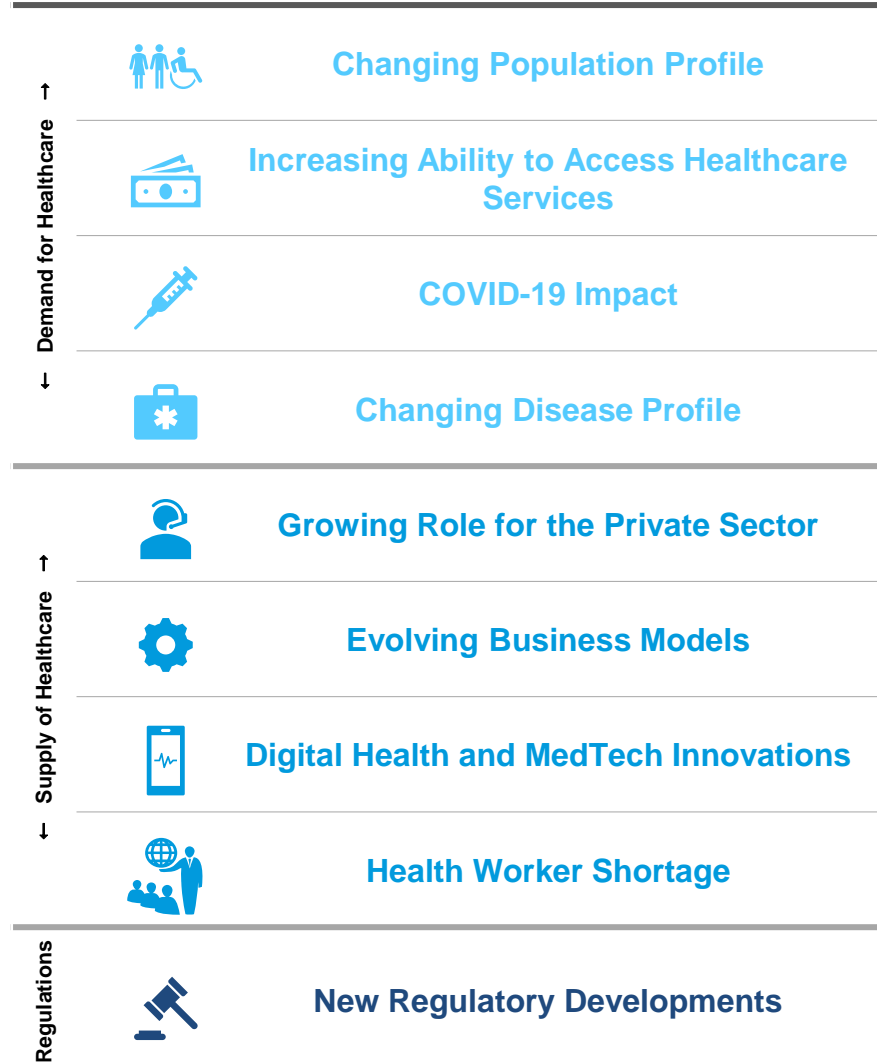 ← Demand for Healthcare →
Changing Population Profile
Increasing Ability to Access Healthcare
Services
COVID-19 Impact
Changing Disease Profile
← Supply of Healthcare →
Growing Role for the Private Sector
Evolving Business Models
Digital Health and MedTech Innovations
Health Worker Shortage
Regulations
New Regulatory Developments